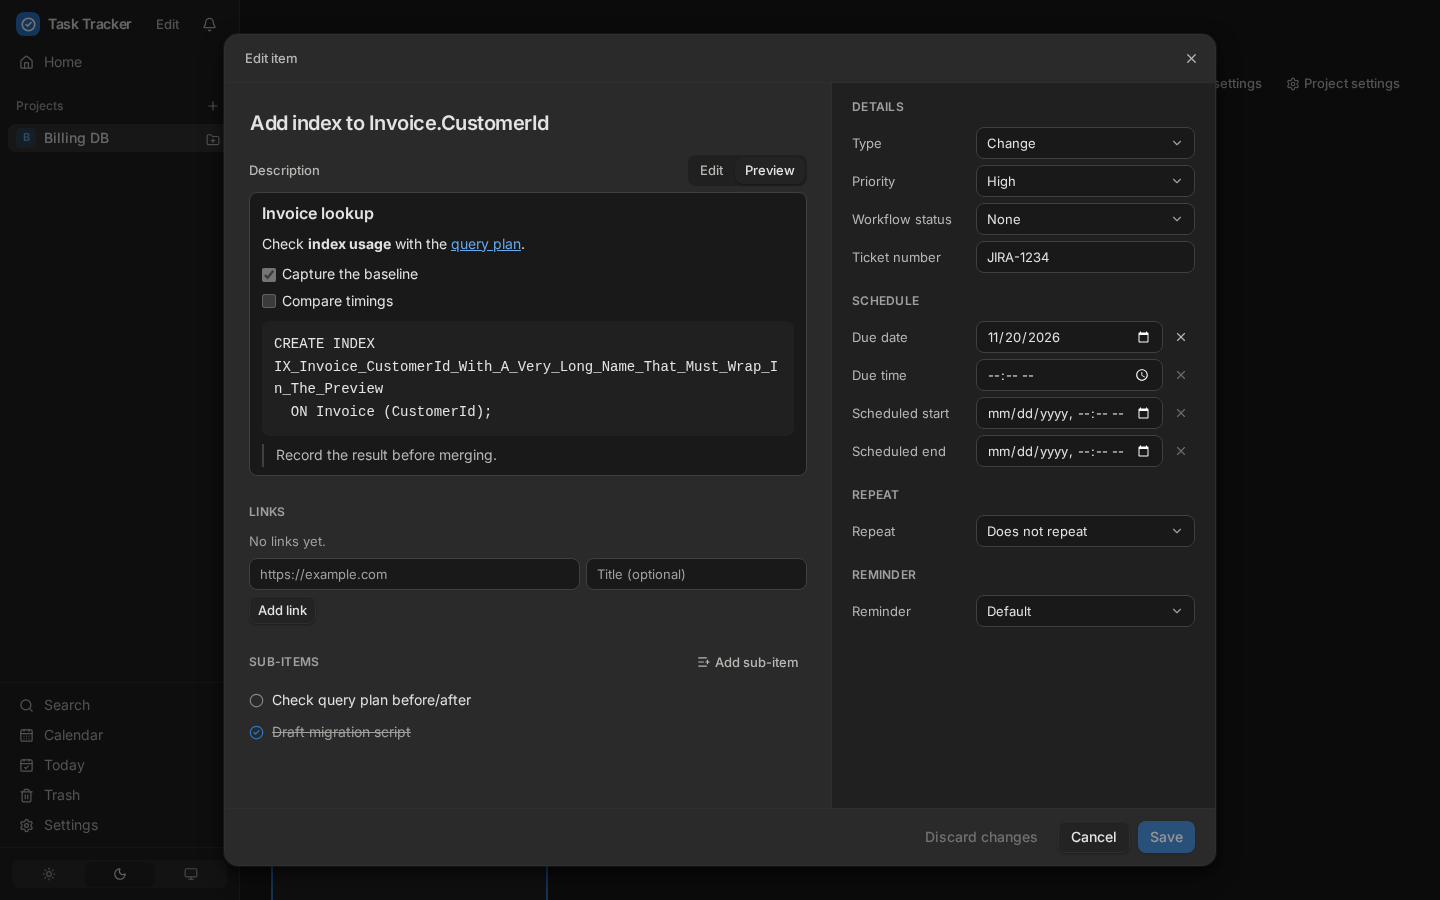 Task Tracker
Edit
Home
Projects
B
Billing DB
Search
Calendar
Today
Trash
Settings
settings
Project settings
Edit item
Add index to Invoice.CustomerId
Description
Edit
Preview
Invoice lookup
Check index usage with the query plan.
Capture the baseline
Compare timings
CREATE INDEX
IX_Invoice_CustomerId_With_A_Very_Long_Name_That_Must_Wrap_I
n_The_Preview
ON Invoice (CustomerId);
Record the result before merging.
LINKS
No links yet.
https://example.com
Title (optional)
Add link
SUB-ITEMS
Add sub-item
Check query plan before/after
Draft migration script
DETAILS
Type
Change
Priority
High
Workflow status
None
Ticket number
JIRA-1234
SCHEDULE
Due date
11/20/2026
Due time
--:-- --
Scheduled start
mm/dd/yyyy, --:-- --
Scheduled end
mm/dd/yyyy, --:-- --
REPEAT
Repeat
Does not repeat
REMINDER
Reminder
Default
Discard changes
Cancel
Save